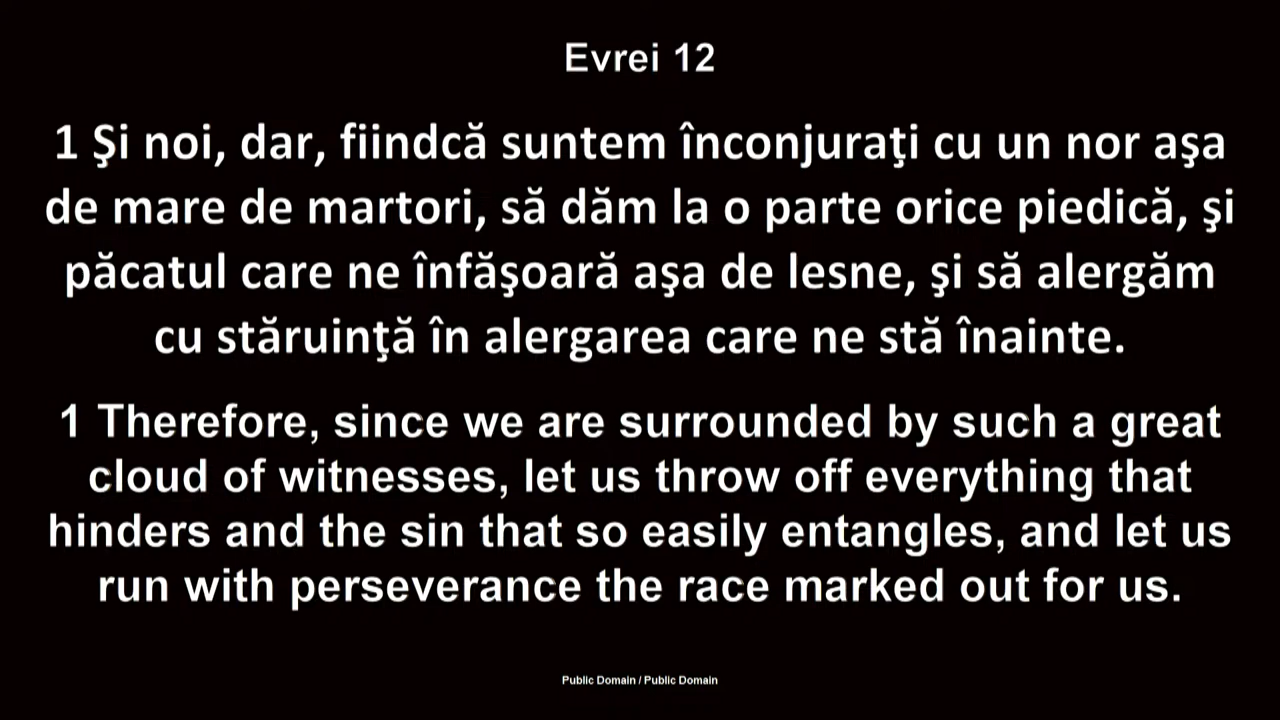 Evrei 12
1 Şi noi, dar, fiindcă suntem înconjuraţi cu un nor aşa
de mare de martori, să dăm la o parte orice piedică, şi
păcatul care ne înfăşoară aşa de lesne, şi să alergăm
cu stăruinţă în alergarea care ne stă înainte.
1 Therefore, since we are surrounded by such a great
cloud of witnesses, let us throw off everything that
hinders and the sin that so easily entangles, and let us
run with perseverance the race marked out for us.
Public Domain / Public Domain